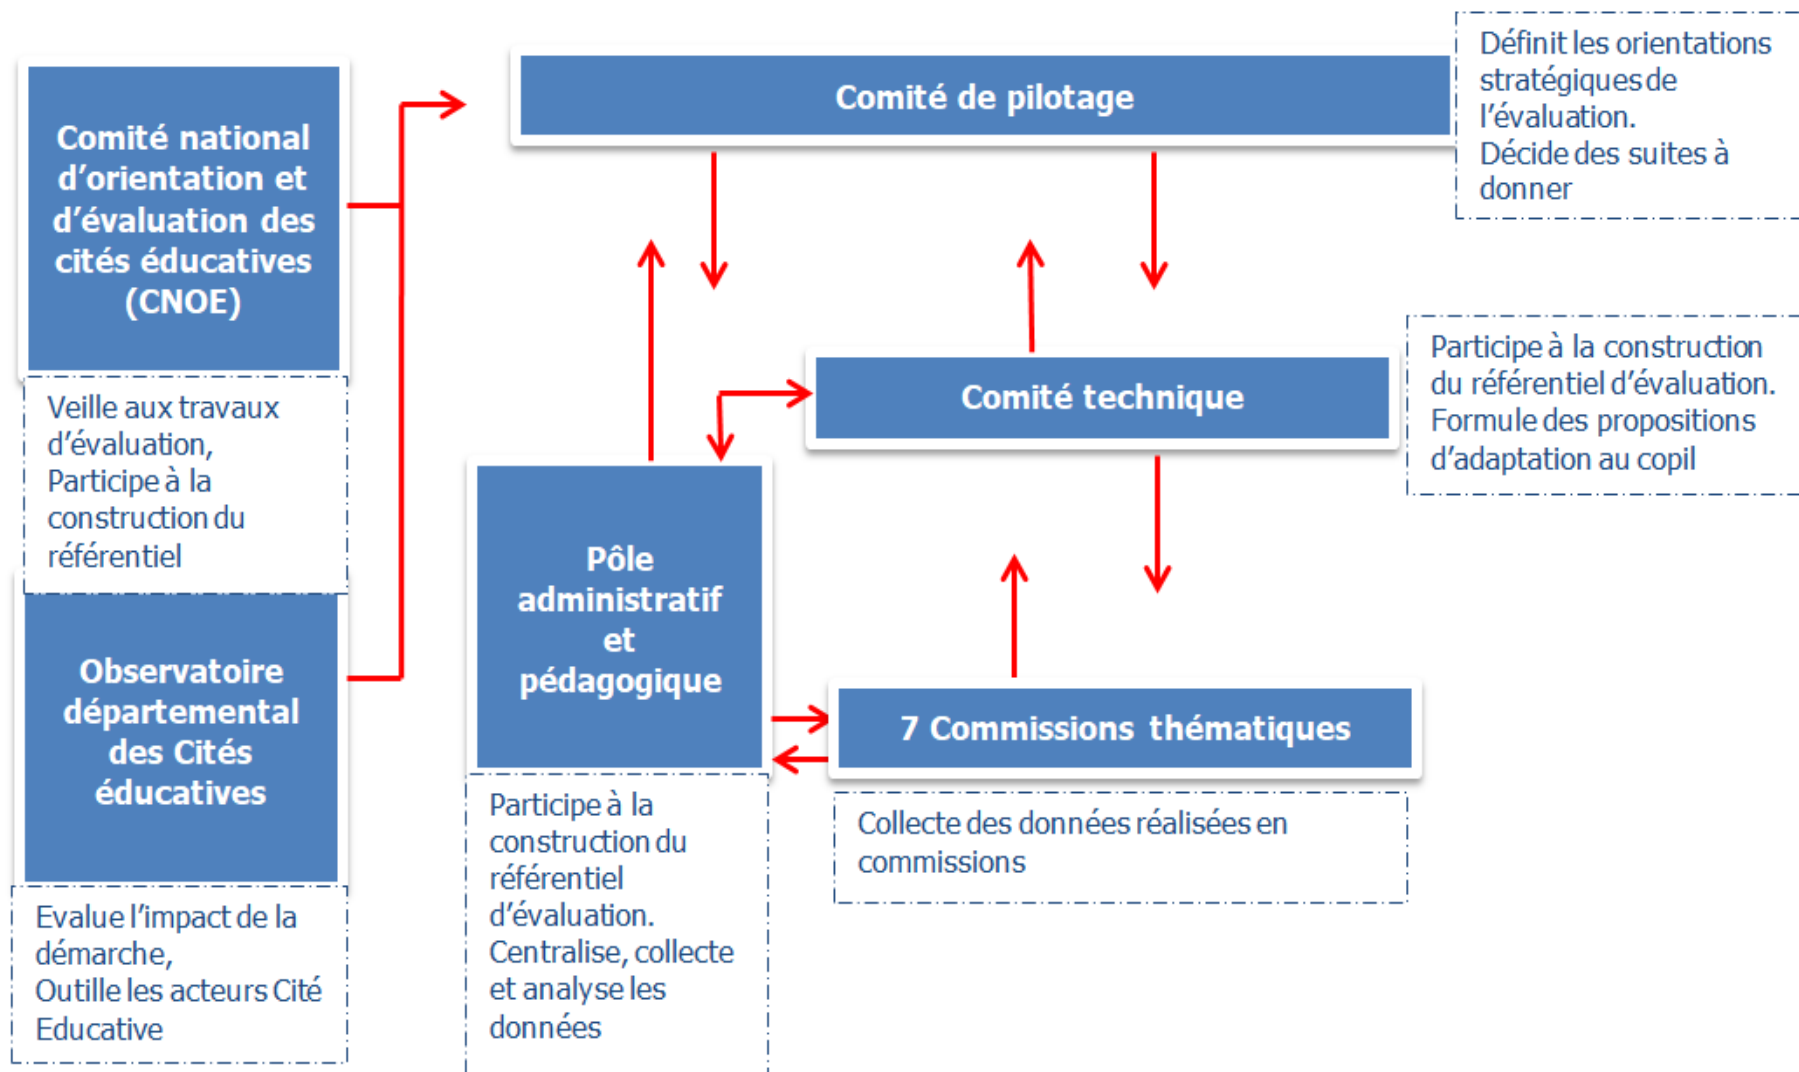 Comité national
d’orientation et
d’évaluation des
cités éducatives
(CNOE)
Veille aux travaux
d’évaluation,
Participe à la
construction du
référentiel
Observatoire
départemental
des Cités
éducatives
Evalue l’impact de la
démarche,
Outille les acteurs Cité
Educative
Comité de pilotage
Définit les orientations
stratégiques de
l’évaluation.
Décide des suites à
donner
Comité technique
Participe à la construction
du référentiel d’évaluation.
Formule des propositions
d’adaptation au copil
Pôle
administratif
et
pédagogique
Participe à la
construction du
référentiel
d’évaluation.
Centralise, collecte
et analyse les
données
7 Commissions thématiques
Collecte des données réalisées en
commissions